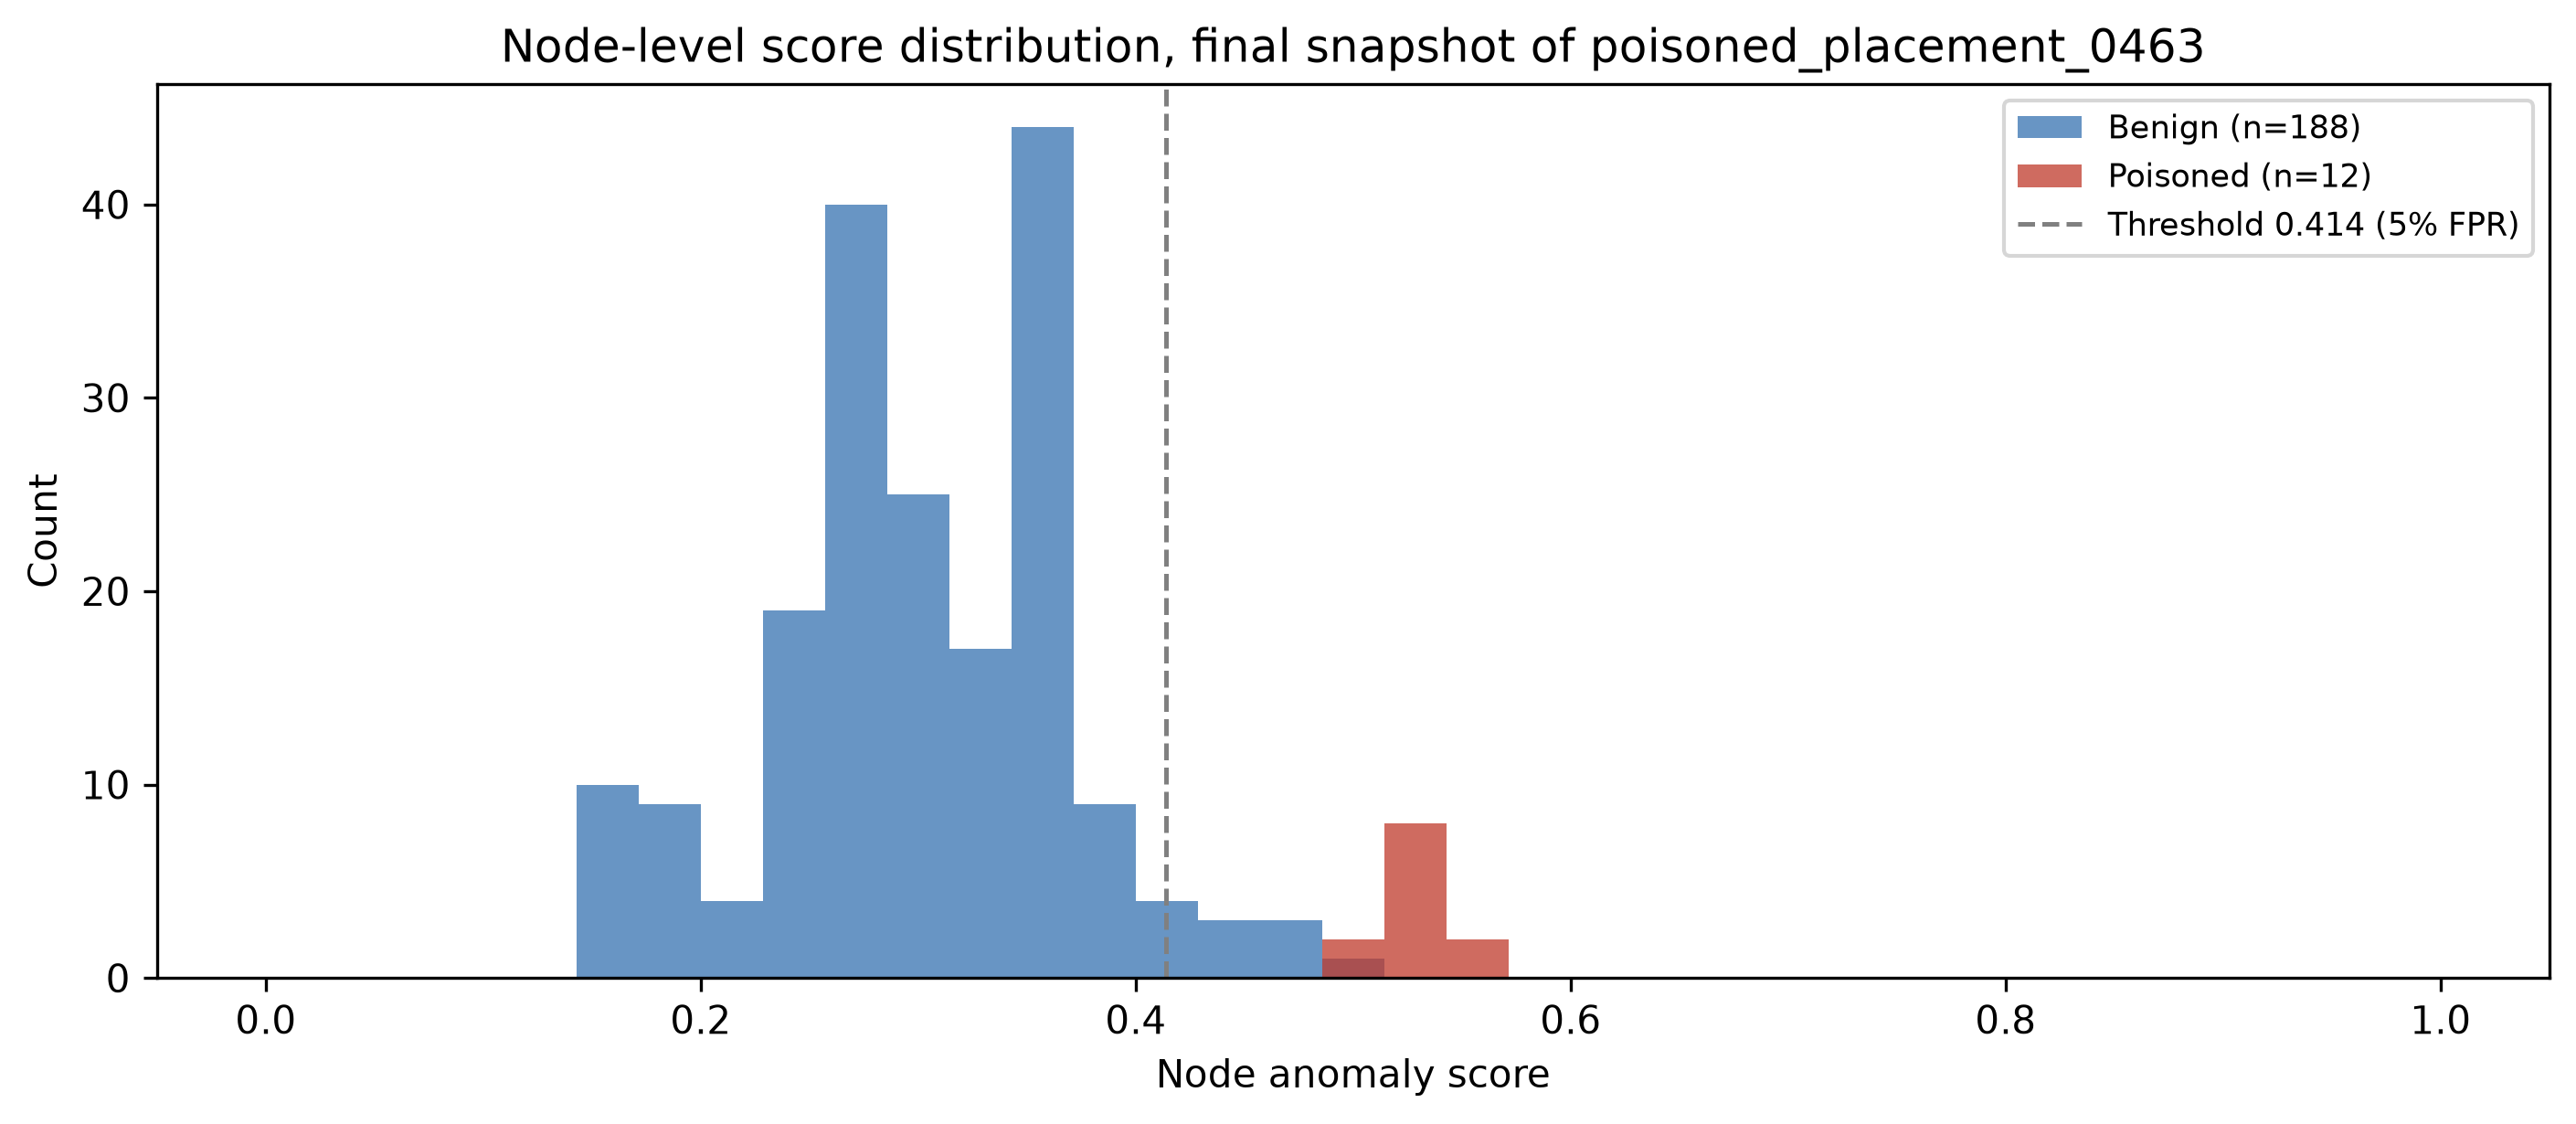 Node-level score distribution, final snapshot of poisoned_placement_0463
Benign (n=188)
Poisoned (n=12)
Threshold 0.414 (5% FPR)
Count
40
30
20
10
0
0.0
0.2
0.4
0.6
0.8
1.0
Node anomaly score